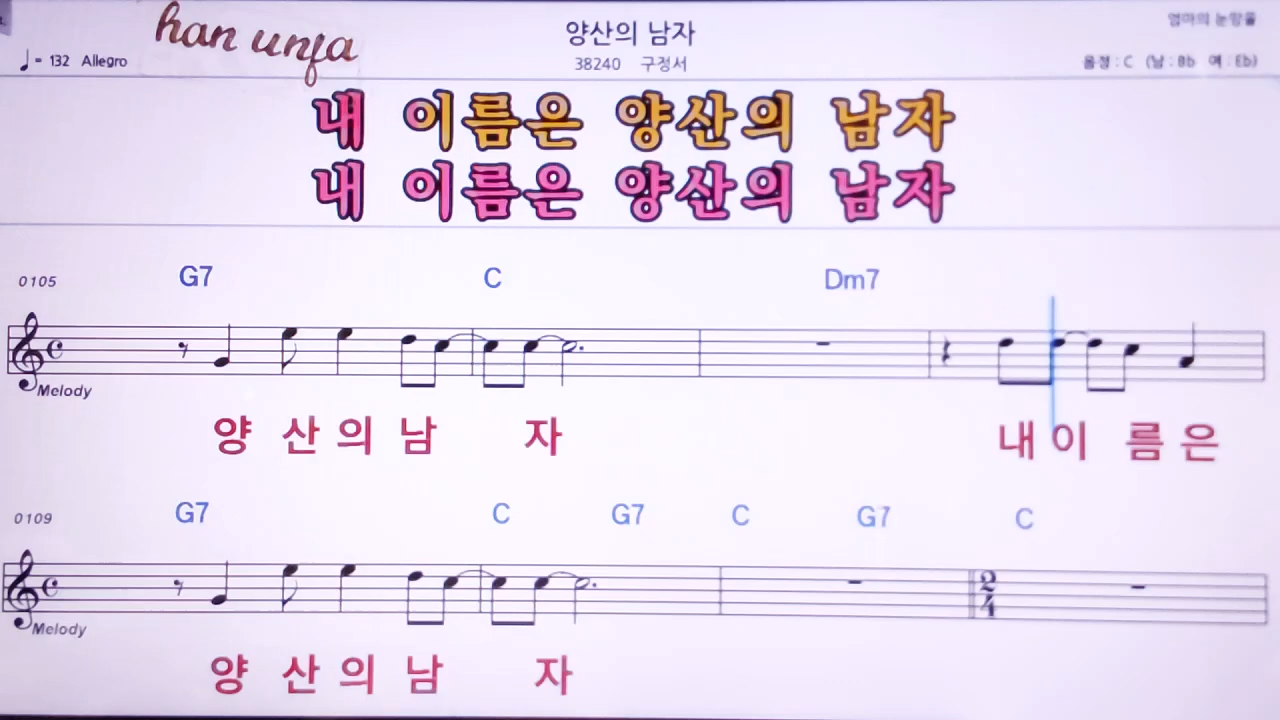 han unja
양산의 남자
엄마의 눈망울
♩= 132 Allegro
38240 구정서
음정 : C (남 : Bb 여 : Eb)
내 이름은 양산의 남자
내 이름은 양산의 남자
0105 G7 C Dm7
Melody
양 산 의 남 자 내 이 름 은
0109 G7 C G7 C G7 C
2
4
Melody
양 산 의 남 자